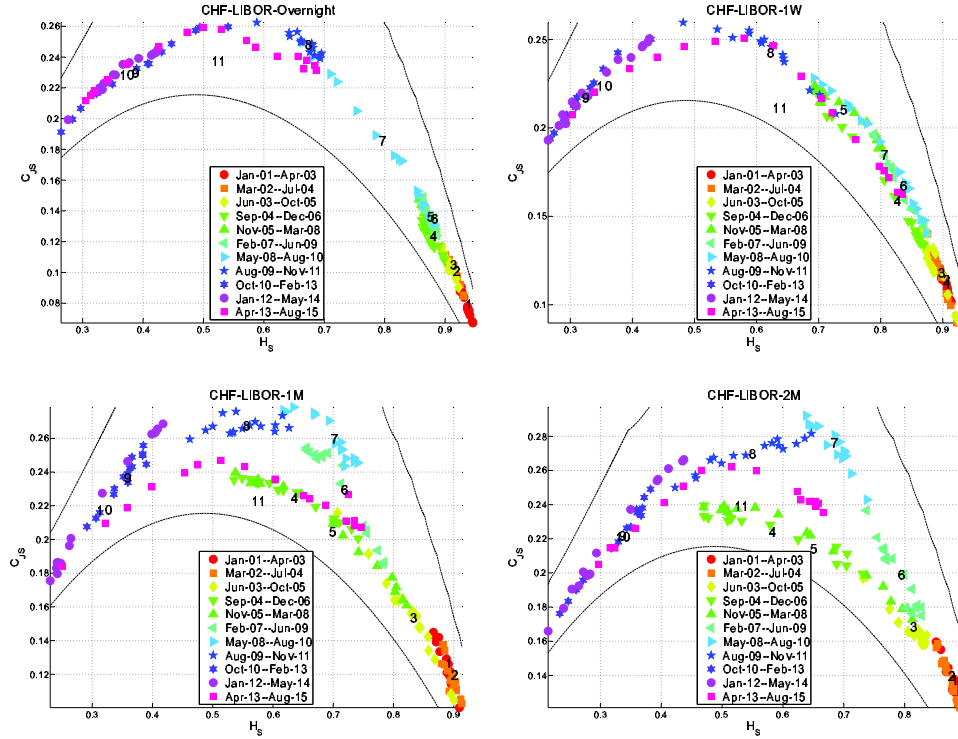 CHF-LIBOR-Overnight
0.26
0.24
0.22
0.2
0.18
0.16
0.14
0.12
0.1
0.08
C_JS
0.3 0.4 0.5 0.6 0.7 0.8 0.9
H_S
10 9 11 8 7 5 6 4 3 2 1
Jan-01--Apr-03
Mar-02--Jul-04
Jun-03--Oct-05
Sep-04--Dec-06
Nov-05--Mar-08
Feb-07--Jun-09
May-08--Aug-10
Aug-09--Nov-11
Oct-10--Feb-13
Jan-12--May-14
Apr-13--Aug-15
CHF-LIBOR-1W
0.25
0.2
0.15
0.1
C_JS
0.3 0.4 0.5 0.6 0.7 0.8 0.9
H_S
9 10 8 11 5 7 6 4 3
Jan-01--Apr-03
Mar-02--Jul-04
Jun-03--Oct-05
Sep-04--Dec-06
Nov-05--Mar-08
Feb-07--Jun-09
May-08--Aug-10
Aug-09--Nov-11
Oct-10--Feb-13
Jan-12--May-14
Apr-13--Aug-15
CHF-LIBOR-1M
0.26
0.24
0.22
0.2
0.18
0.16
0.14
0.12
C_JS
0.3 0.4 0.5 0.6 0.7 0.8 0.9
H_S
10 9 8 11 4 7 6 5 3 2
Jan-01--Apr-03
Mar-02--Jul-04
Jun-03--Oct-05
Sep-04--Dec-06
Nov-05--Mar-08
Feb-07--Jun-09
May-08--Aug-10
Aug-09--Nov-11
Oct-10--Feb-13
Jan-12--May-14
Apr-13--Aug-15
CHF-LIBOR-2M
0.28
0.26
0.24
0.22
0.2
0.18
0.16
0.14
C_JS
0.3 0.4 0.5 0.6 0.7 0.8 0.9
H_S
9 10 8 11 4 7 5 6 3 2
Jan-01--Apr-03
Mar-02--Jul-04
Jun-03--Oct-05
Sep-04--Dec-06
Nov-05--Mar-08
Feb-07--Jun-09
May-08--Aug-10
Aug-09--Nov-11
Oct-10--Feb-13
Jan-12--May-14
Apr-13--Aug-15